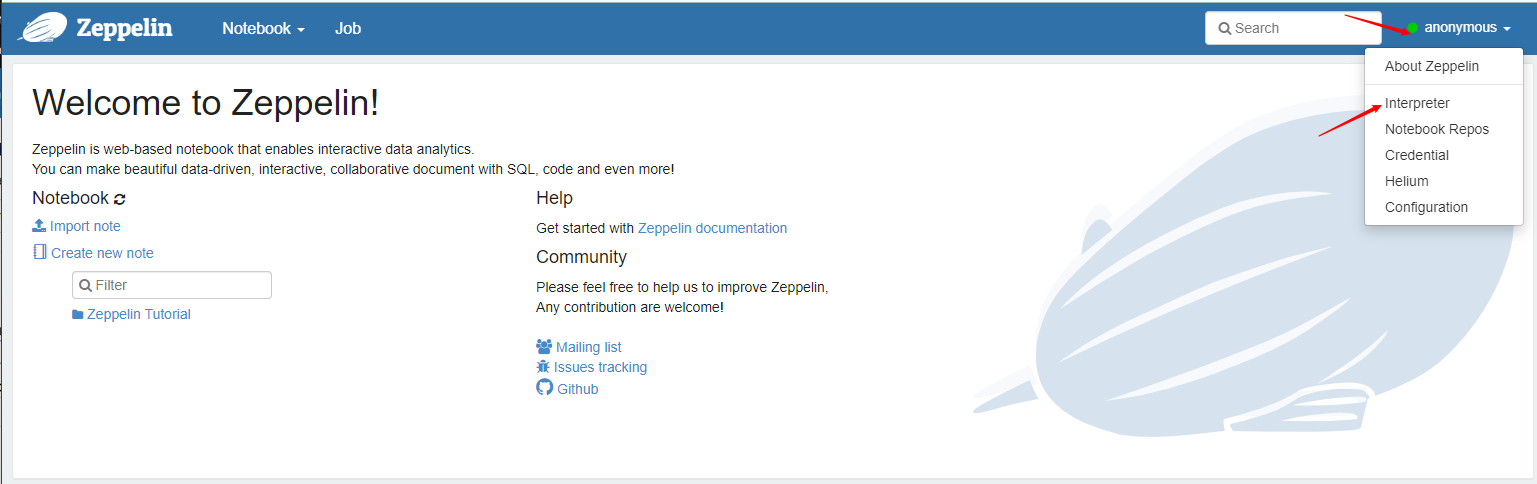 Zeppelin
Notebook
Job
Search
anonymous
About Zeppelin
Interpreter
Notebook Repos
Credential
Helium
Configuration
Welcome to Zeppelin!
Zeppelin is web-based notebook that enables interactive data analytics.
You can make beautiful data-driven, interactive, collaborative document with SQL, code and even more!
Notebook
Import note
Create new note
Filter
Zeppelin Tutorial
Help
Get started with Zeppelin documentation
Community
Please feel free to help us to improve Zeppelin,
Any contribution are welcome!
Mailing list
Issues tracking
Github